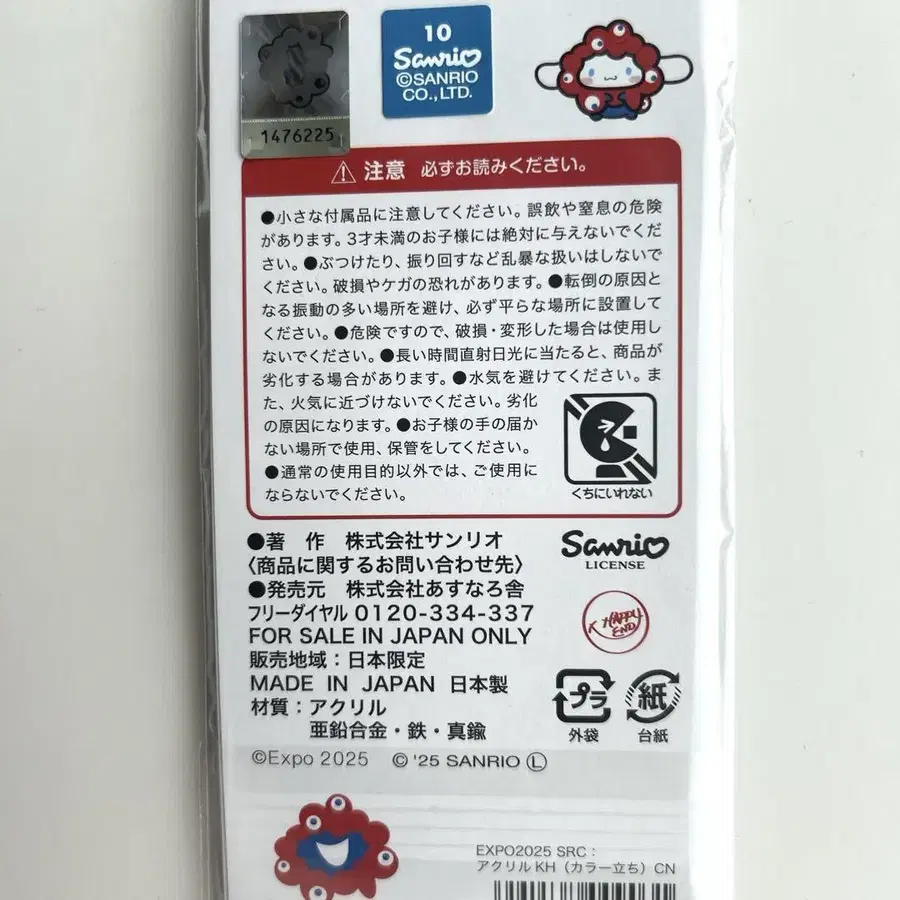 1476225
10
Sanrio
©SANRIO
CO.,LTD.
注意 必ずお読みください。
●小さな付属品に注意してください。誤飲や窒息の危険
があります。3才未満のお子様には絶対に与えないでくだ
さい。●ぶつけたり、振り回すなど乱暴な扱いはしないで
ください。破損やケガの恐れがあります。●転倒の原因と
なる振動の多い場所を避け、必ず平らな場所に設置して
ください。●危険ですので、破損・変形した場合は使用し
ないでください。●長い時間直射日光に当たると、商品が
劣化する場合があります。●水気を避けてください。ま
た、火気に近づけないでください。劣化
の原因になります。●お子様の手の届か
ない場所で使用、保管をしてください。
●通常の使用目的以外では、ご使用に
ならないでください。
くちにいれない
●著 作 株式会社サンリオ
〈商品に関するお問い合わせ先〉
●発売元 株式会社あすなろ舎
フリーダイヤル 0120-334-337
FOR SALE IN JAPAN ONLY
販売地域：日本限定
MADE IN JAPAN 日本製
材質：アクリル
亜鉛合金・鉄・真鍮
Sanrio
LICENSE
HAPPY
END
プラ
外袋
紙
台紙
©Expo 2025 © '25 SANRIO Ⓛ
EXPO2025 SRC：
アクリルKH（カラー立ち）CN